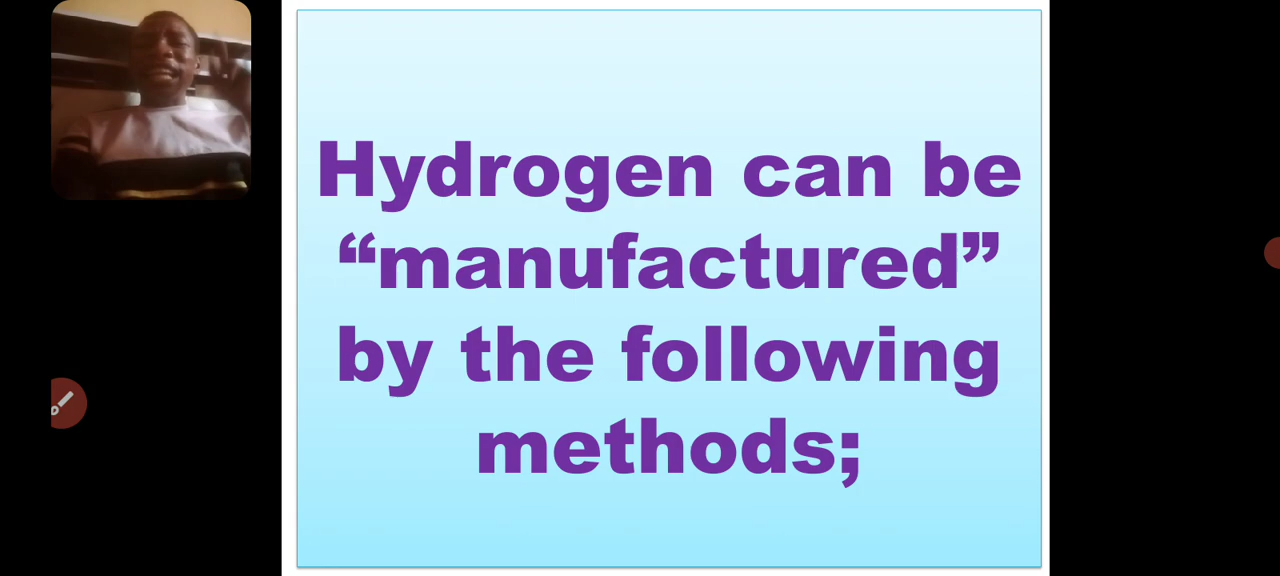 Hydrogen can be
“manufactured”
by the following
methods;